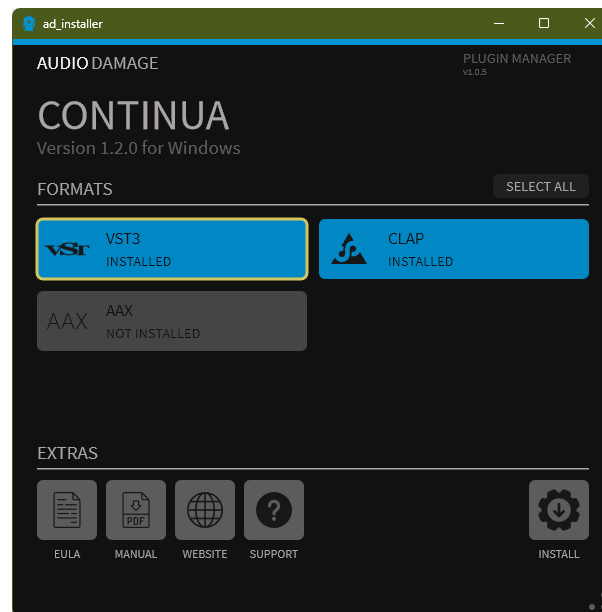 ad_installer
AUDIO DAMAGE
PLUGIN MANAGER
v1.0.5
CONTINUA
Version 1.2.0 for Windows
FORMATS
SELECT ALL
VST
VST3
INSTALLED
CLAP
INSTALLED
AAX
AAX
NOT INSTALLED
EXTRAS
PDF
?
EULA
MANUAL
WEBSITE
SUPPORT
INSTALL